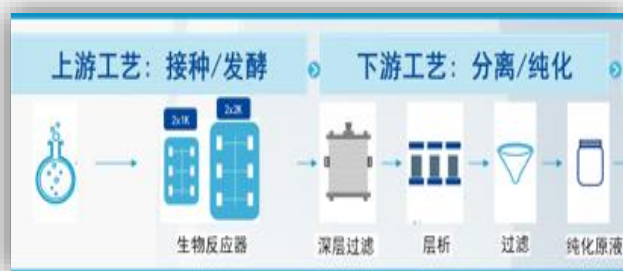 上游工艺：接种/发酵
下游工艺：分离/纯化
2x1K
2x2K
生物反应器
深层过滤
层析
过滤
纯化原液